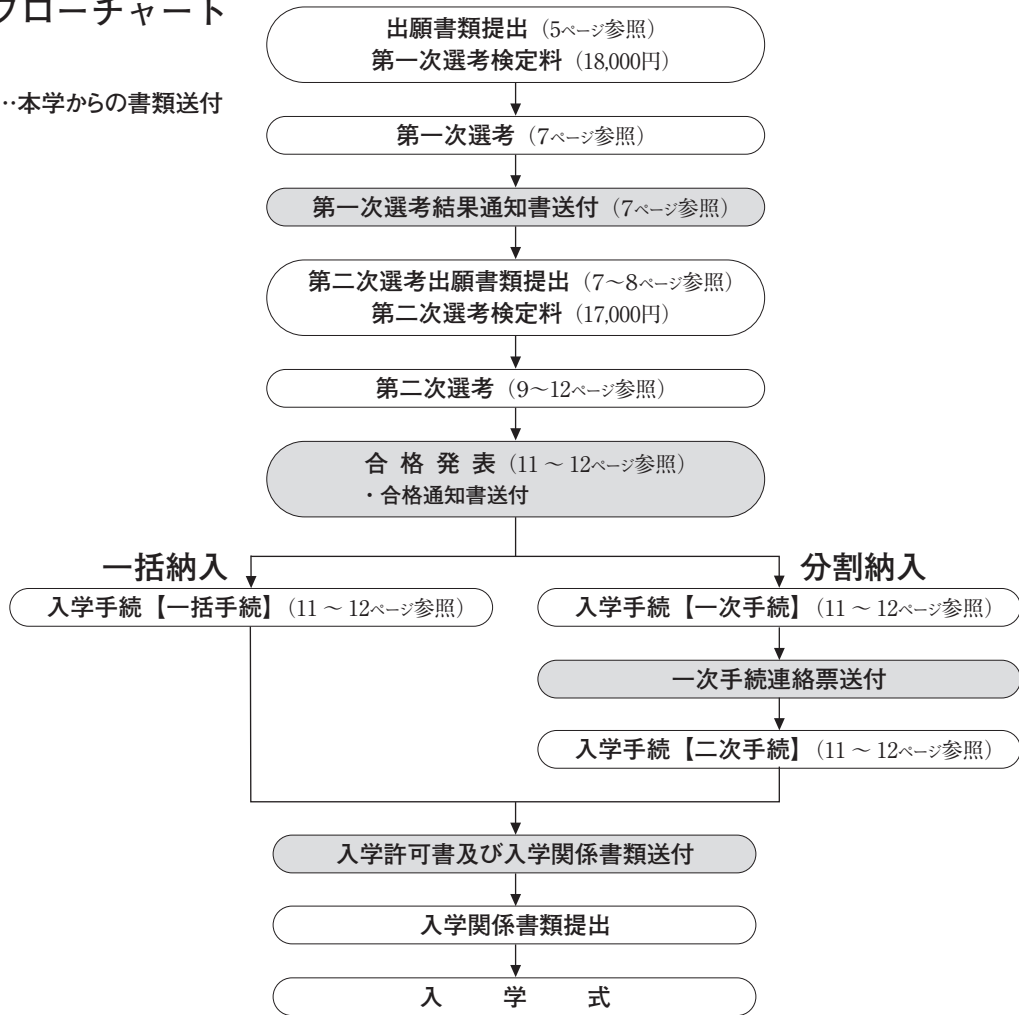 フローチャート
…本学からの書類送付
出願書類提出（5ページ参照）
第一次選考検定料（18,000円）
第一次選考（7ページ参照）
第一次選考結果通知書送付（7ページ参照）
第二次選考出願書類提出（7～8ページ参照）
第二次選考検定料（17,000円）
第二次選考（9～12ページ参照）
合 格 発 表（11 ～ 12ページ参照）
・合格通知書送付
一括納入
入学手続【一括手続】（11 ～ 12ページ参照）
分割納入
入学手続【一次手続】（11 ～ 12ページ参照）
一次手続連絡票送付
入学手続【二次手続】（11 ～ 12ページ参照）
入学許可書及び入学関係書類送付
入学関係書類提出
入 学 式